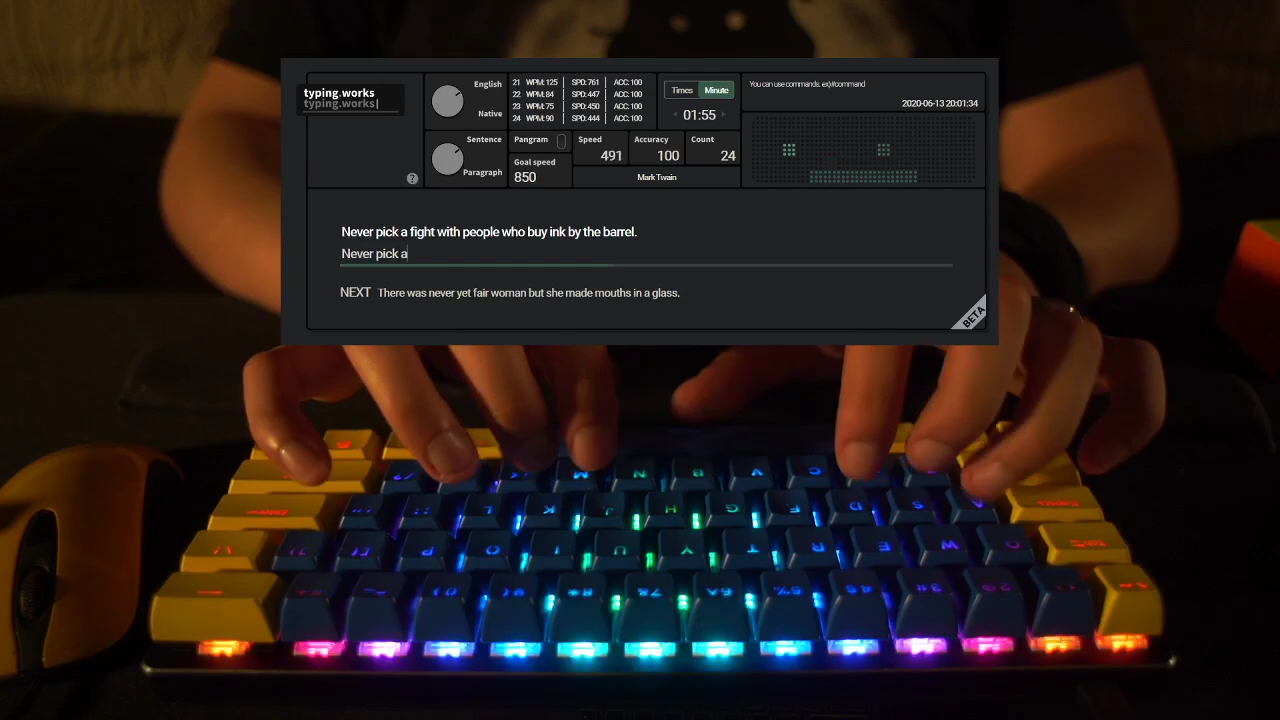 typing.works
typing.works
English
Native
Sentence
Paragraph
?
21 WPM: 125 SPD: 761 ACC: 100
22 WPM: 84 SPD: 447 ACC: 100
23 WPM: 75 SPD: 450 ACC: 100
24 WPM: 90 SPD: 444 ACC: 100
Times Minute
01:55
Pangram
Goal speed
850
Speed
491
Accuracy
100
Count
24
Mark Twain
You can use commands. ex)#command
2020-06-13 20:01:34
Never pick a fight with people who buy ink by the barrel.
Never pick a
NEXT There was never yet fair woman but she made mouths in a glass.
BETA
M N B V C
L K J H G F D S A
P O I U Y T R E W Q